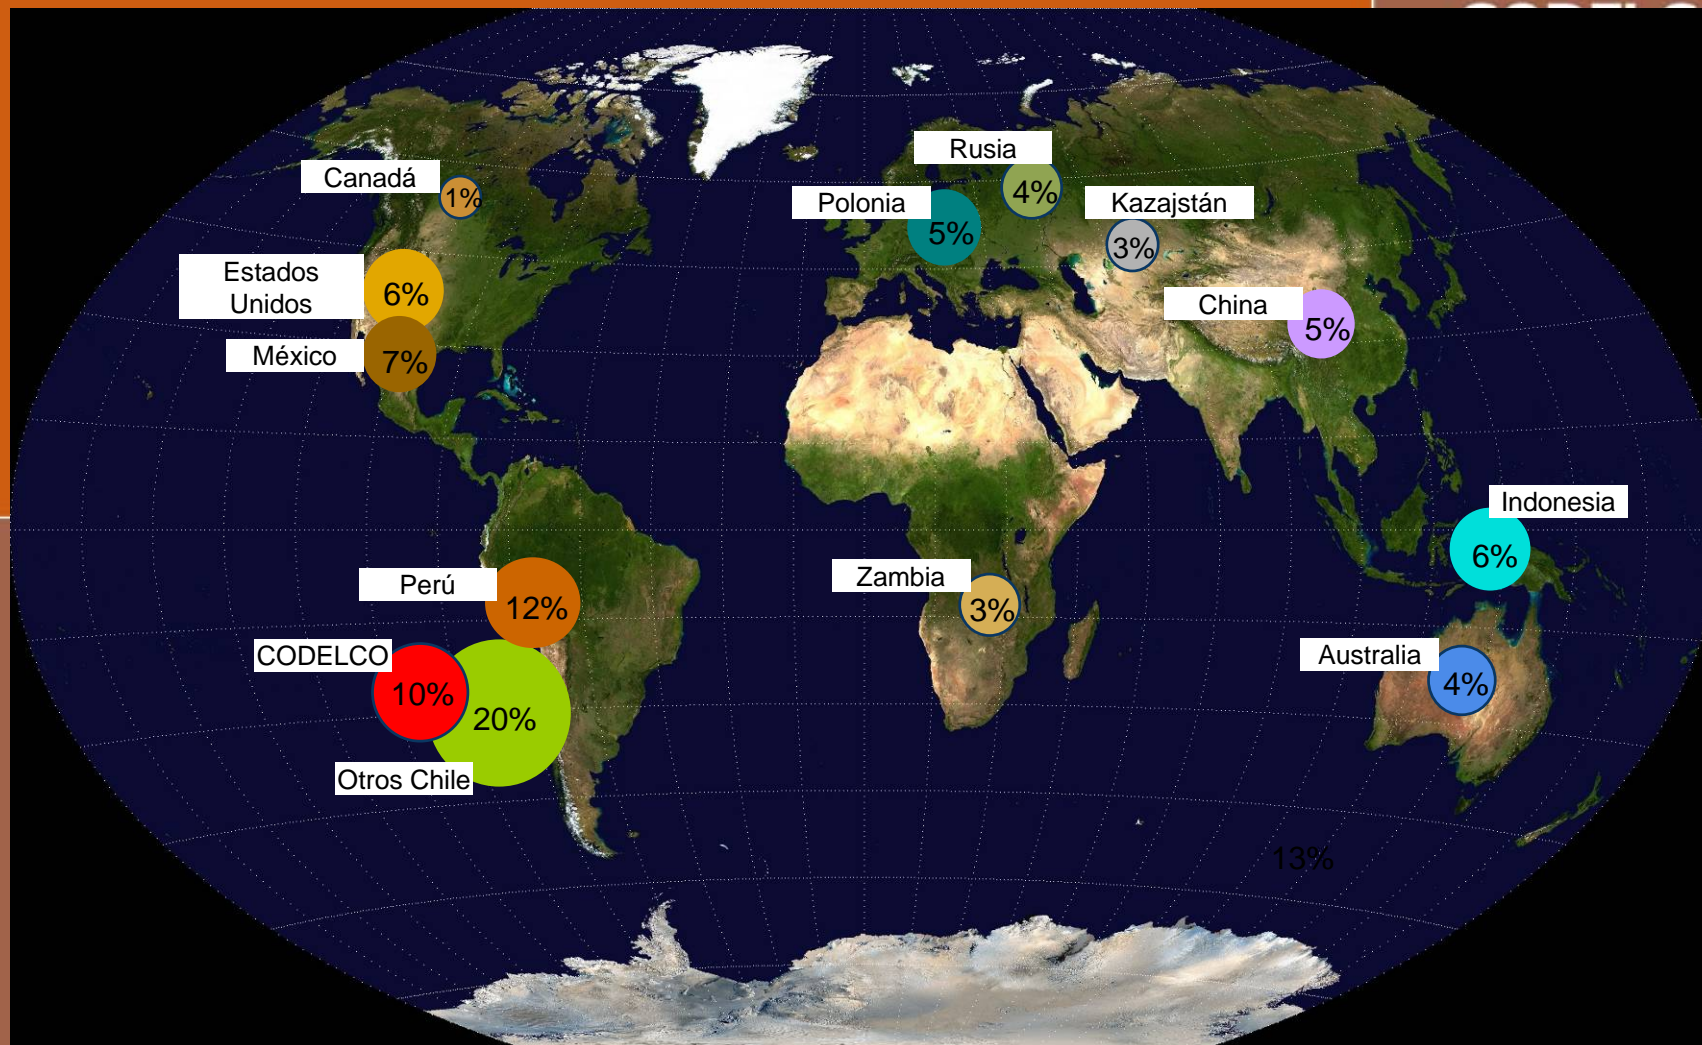 Rusia
4%
Canadá
1%
Polonia
5%
Kazajstán
3%
Estados
Unidos
6%
China
5%
México
7%
Indonesia
6%
Perú
12%
Zambia
3%
CODELCO
10%
Australia
4%
20%
Otros Chile
13%